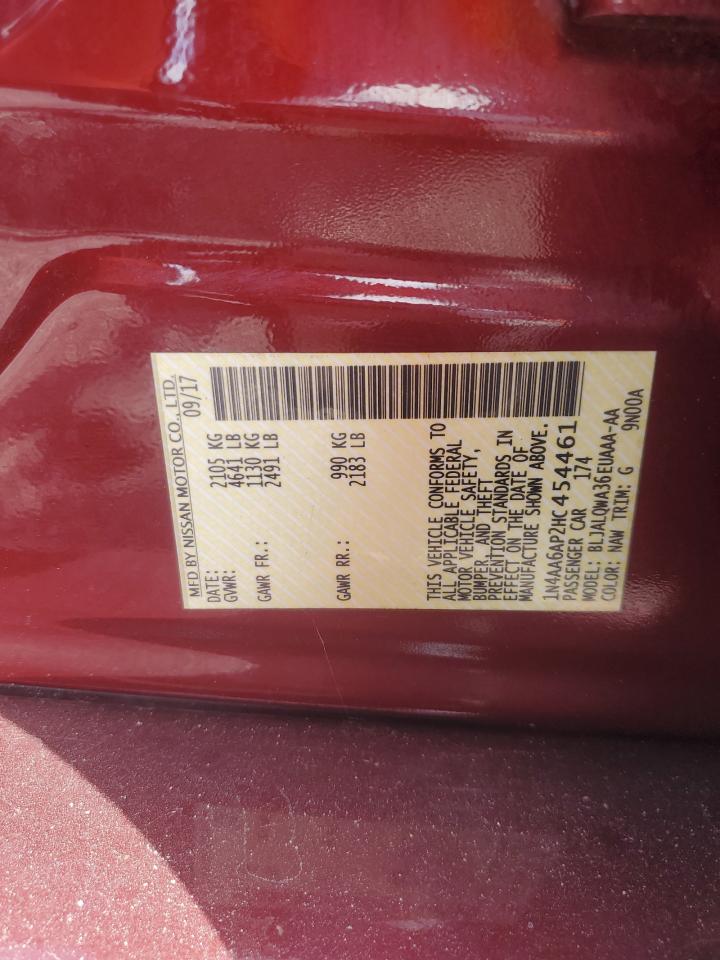 MFD BY NISSAN MOTOR CO., LTD.
DATE: 09/17
GVWR: 2105 KG
4641 LB
GAWR FR.: 1130 KG
2491 LB
GAWR RR.: 990 KG
2183 LB
THIS VEHICLE CONFORMS TO
ALL APPLICABLE FEDERAL
MOTOR VEHICLE SAFETY,
BUMPER, AND THEFT
PREVENTION STANDARDS IN
EFFECT ON THE DATE OF
MANUFACTURE SHOWN ABOVE.
1N4AA6AP2HC454461
PASSENGER CAR 174
MODEL: BLJALQWA36EUAAA-AA
COLOR: NAW TRIM: G 9N00A